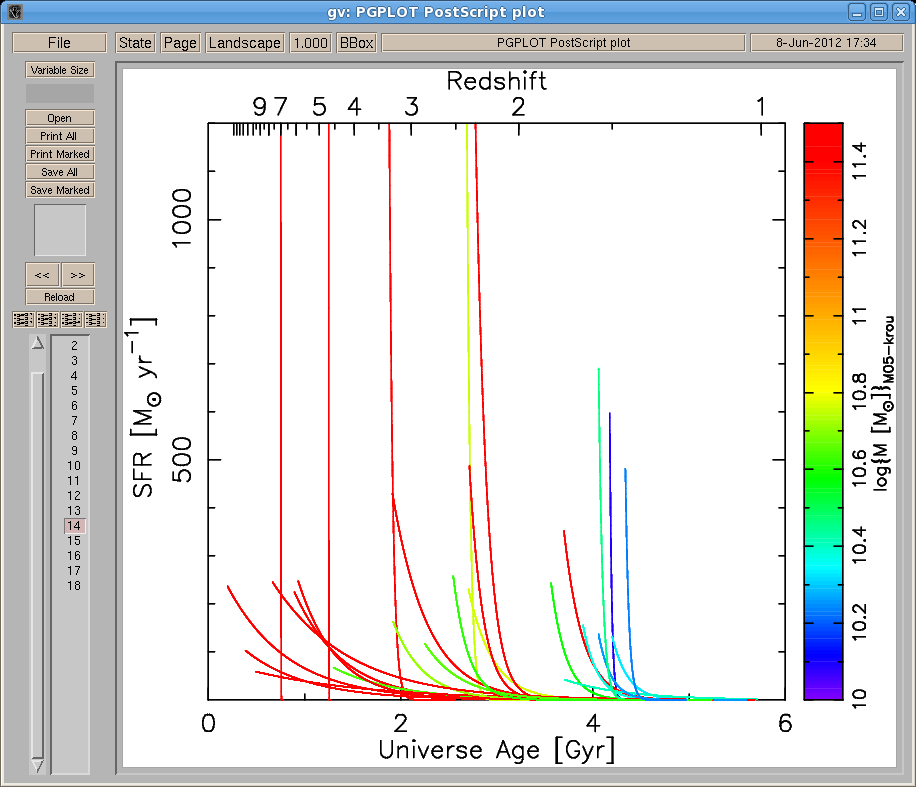 gv: PGPLOT PostScript plot
File
State
Page
Landscape
1.000
BBox
PGPLOT PostScript plot
8-Jun-2012 17:34
Variable Size
Open
Print All
Print Marked
Save All
Save Marked
<<
>>
Reload
2
3
4
5
6
7
8
9
10
11
12
13
14
15
16
17
18
Redshift
9 7 5 4 3 2 1
SFR [M⊙ yr⁻¹]
1000
500
0 2 4 6
Universe Age [Gyr]
11.4
11.2
11
10.8
10.6
10.4
10.2
10
log{M [M⊙]}M05-krou